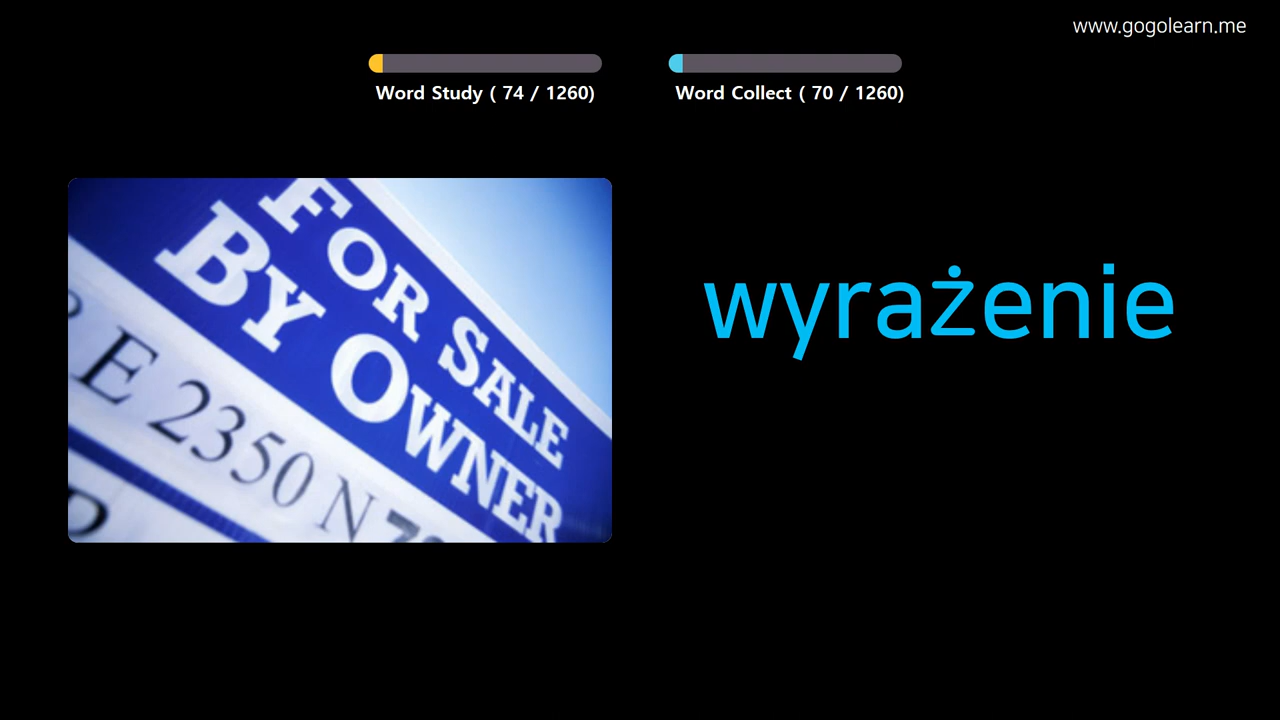 www.gogolearn.me
Word Study ( 74 / 1260)
Word Collect ( 70 / 1260)
FOR SALE
BY OWNER
E 2350 N
wyrażenie